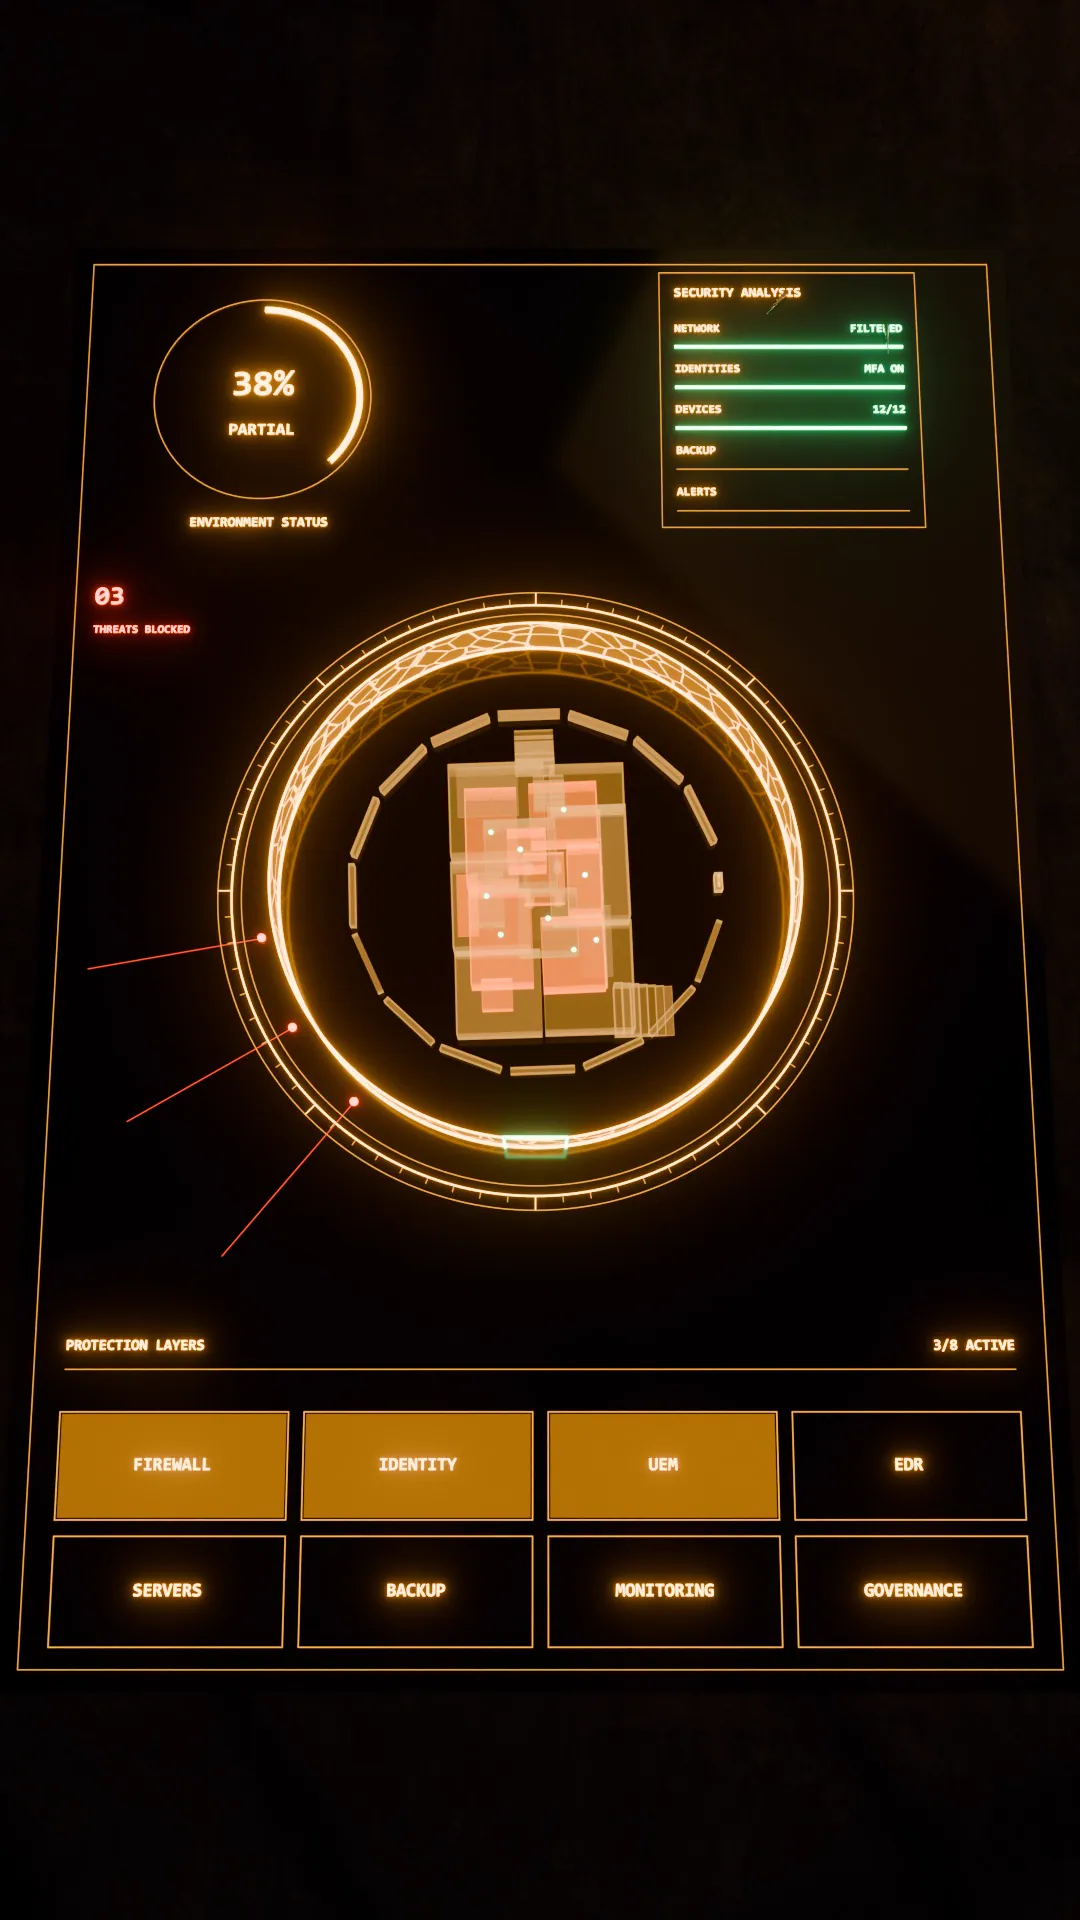 38%
PARTIAL
ENVIRONMENT STATUS
SECURITY ANALYSIS
NETWORK FILTERED
IDENTITIES MFA ON
DEVICES 12/12
BACKUP
ALERTS
03
THREATS BLOCKED
PROTECTION LAYERS 3/8 ACTIVE
FIREWALL IDENTITY UEM EDR
SERVERS BACKUP MONITORING GOVERNANCE